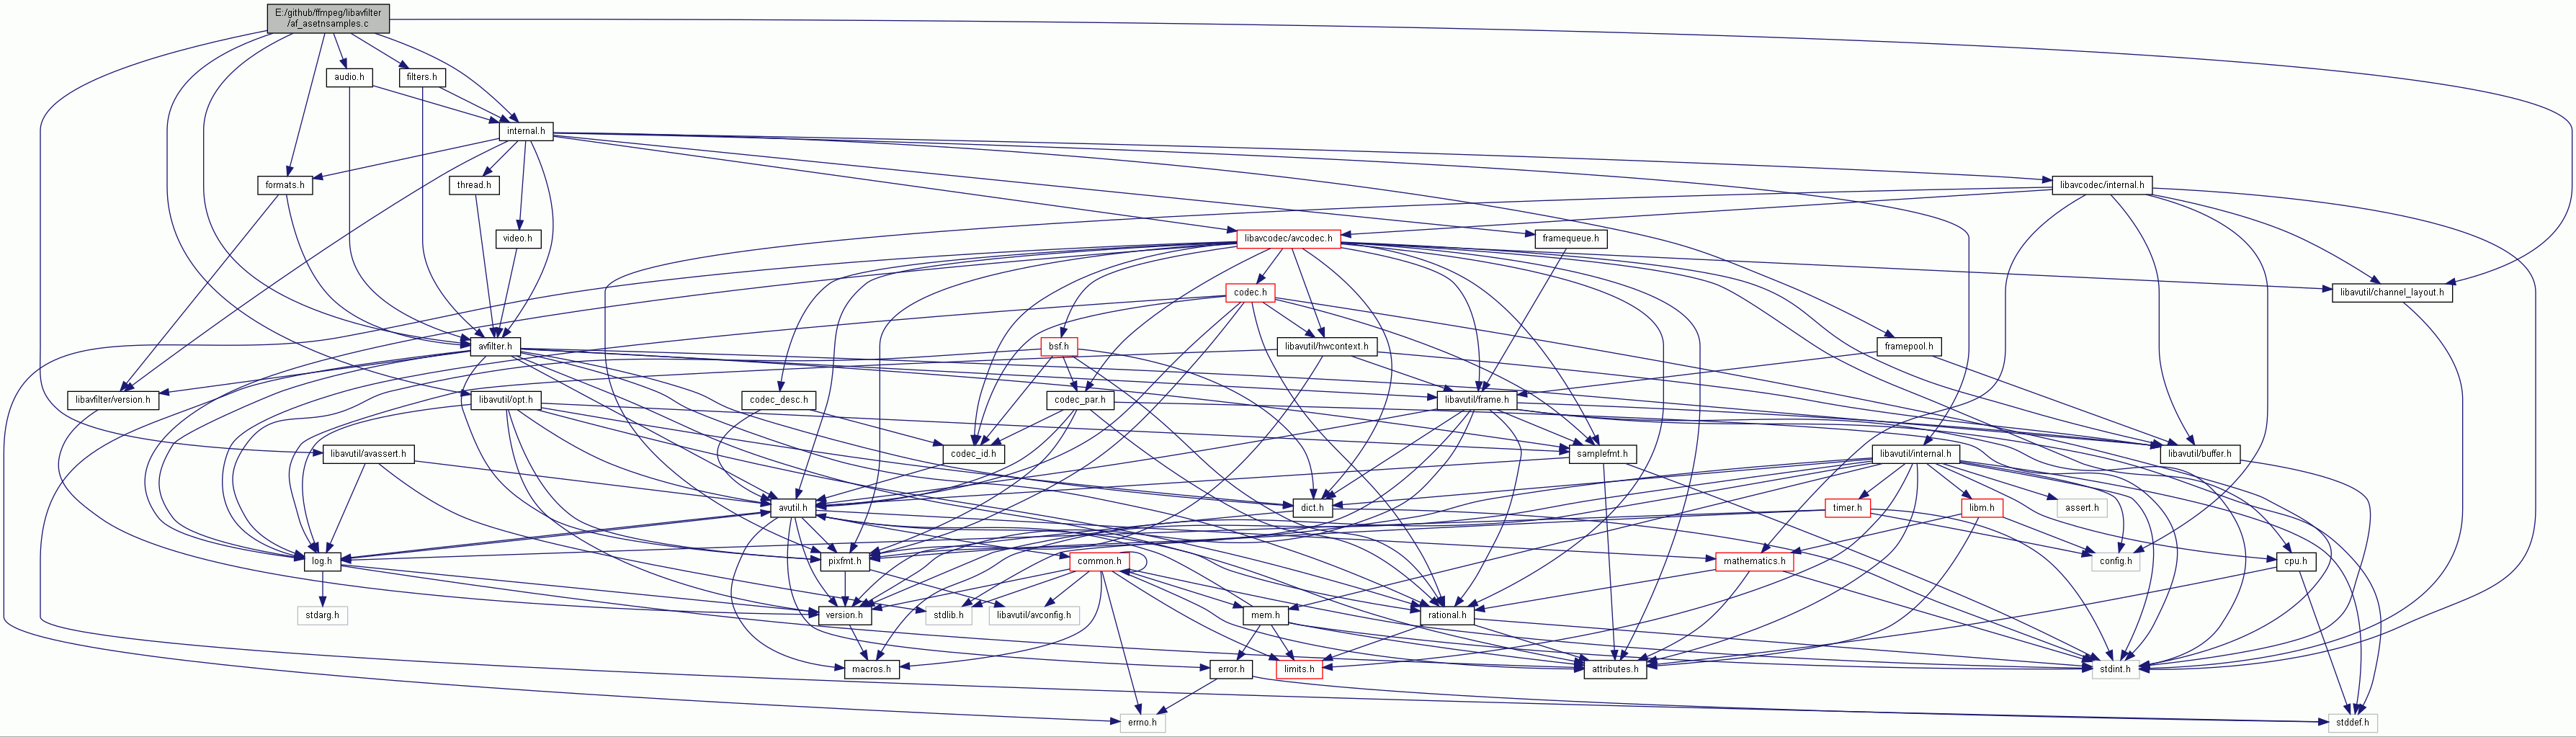 E:/github/ffmpeg/libavfilter
/af_asetnsamples.c
audio.h
filters.h
internal.h
formats.h
thread.h
libavcodec/internal.h
video.h
libavcodec/avcodec.h
framequeue.h
codec.h
libavutil/channel_layout.h
avfilter.h
bsf.h
libavutil/hwcontext.h
framepool.h
libavfilter/version.h
libavutil/opt.h
codec_desc.h
codec_par.h
libavutil/frame.h
libavutil/avassert.h
codec_id.h
samplefmt.h
libavutil/internal.h
libavutil/buffer.h
avutil.h
dict.h
timer.h
libm.h
assert.h
log.h
pixfmt.h
common.h
mathematics.h
config.h
cpu.h
stdarg.h
version.h
stdlib.h
libavutil/avconfig.h
mem.h
rational.h
macros.h
error.h
limits.h
attributes.h
stdint.h
errno.h
stddef.h